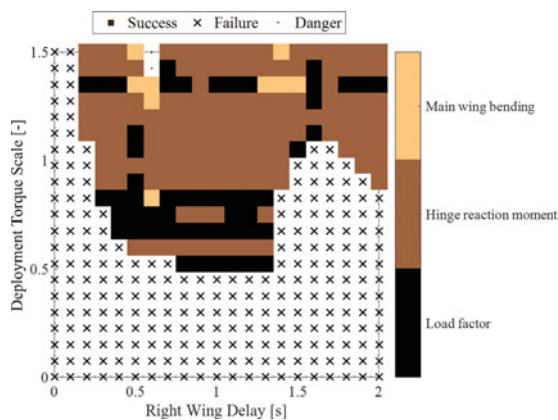 Success Failure Danger
1.5
1
0.5
0
Deployment Torque Scale [-]
0 0.5 1 1.5 2
Right Wing Delay [s]
Main wing bending
Hinge reaction moment
Load factor